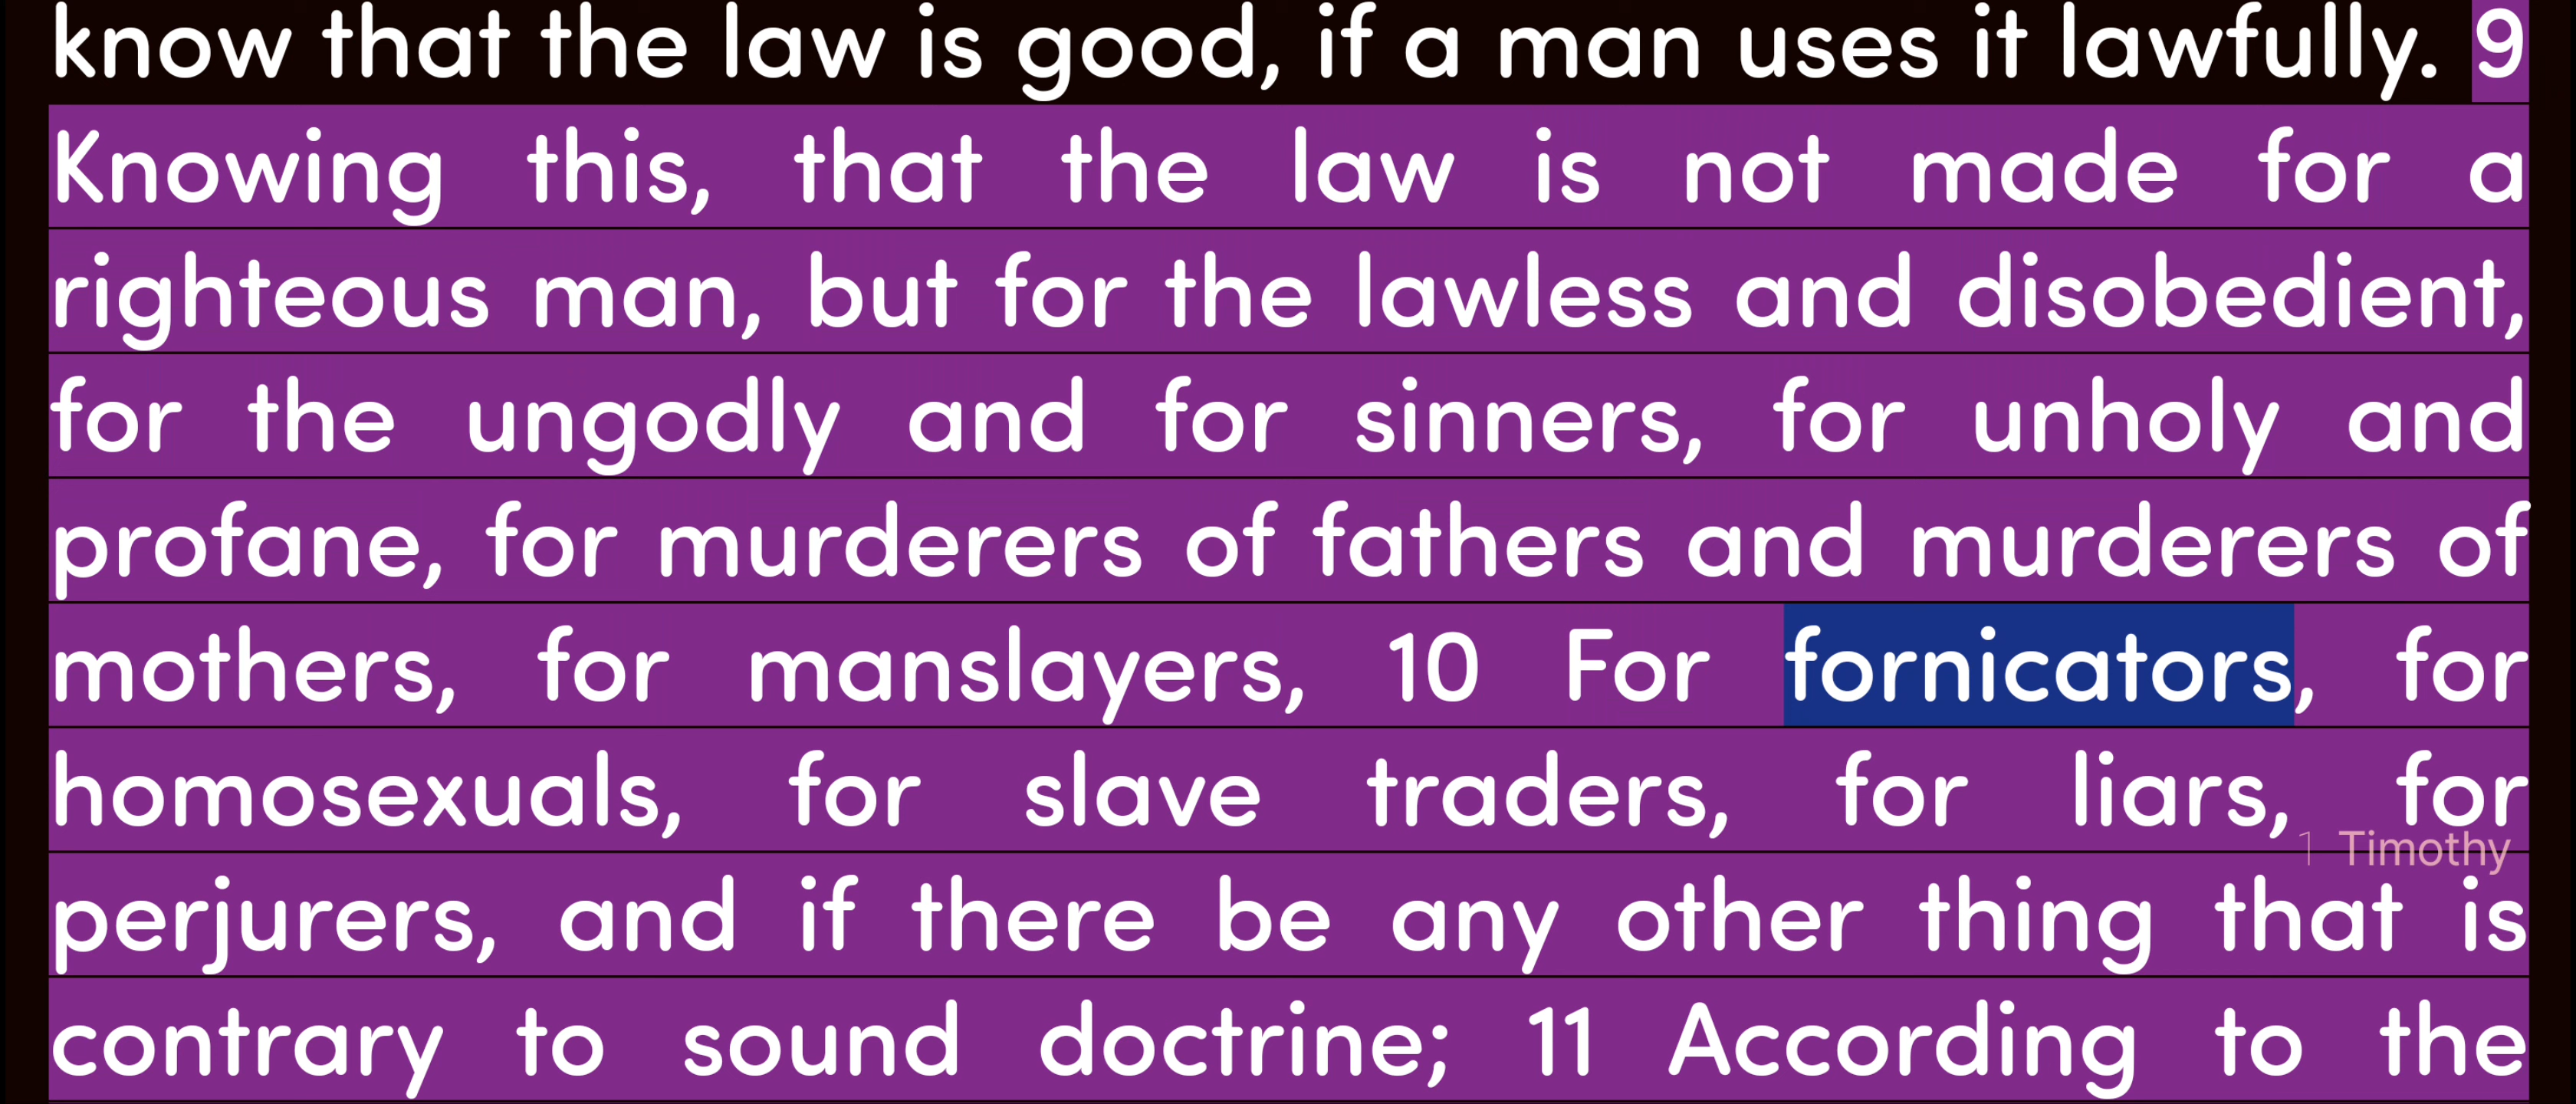 know that the law is good, if a man uses it lawfully. 9
Knowing this, that the law is not made for a
righteous man, but for the lawless and disobedient,
for the ungodly and for sinners, for unholy and
profane, for murderers of fathers and murderers of
mothers, for manslayers, 10 For fornicators, for
homosexuals, for slave traders, for liars, for
1 Timothy
perjurers, and if there be any other thing that is
contrary to sound doctrine; 11 According to the